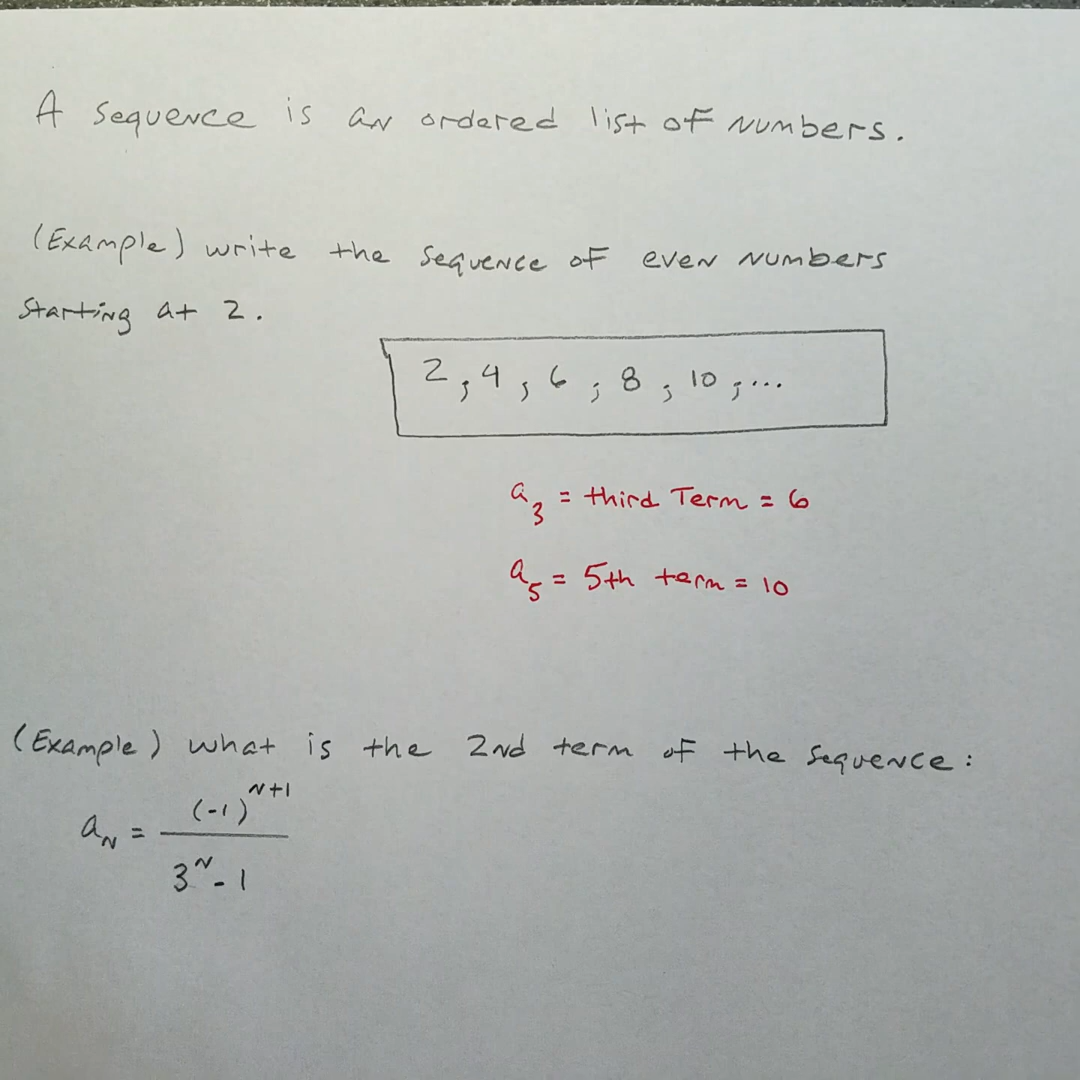 A sequence is an ordered list of numbers.
(Example) write the sequence of even numbers
starting at 2.
2, 4, 6, 8, 10, ...
a₃ = third Term = 6
a₅ = 5th term = 10
(Example) what is the 2nd term of the sequence:
aₙ = (-1)ⁿ⁺¹ / 3ⁿ - 1